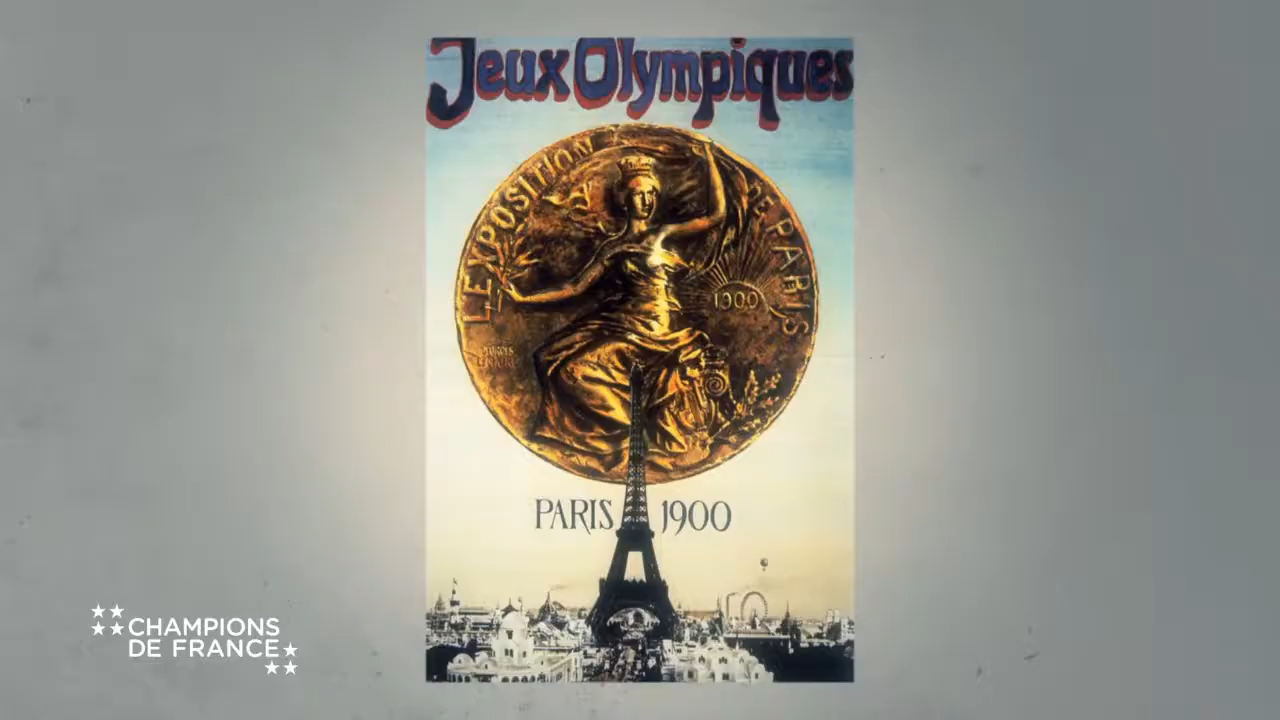 Jeux Olympiques
L'EXPOSITION DE PARIS
1900
PARIS 1900
CHAMPIONS
DE FRANCE